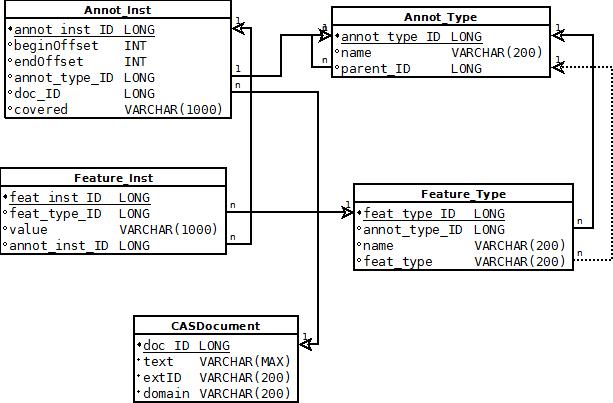 Annot_Inst
annot_inst_ID LONG
beginOffset INT
endOffset INT
annot_type_ID LONG
doc_ID LONG
covered VARCHAR(1000)
1
1
n
Annot_Type
annot_type_ID LONG
name VARCHAR(200)
parent_ID LONG
n
1
1
Feature_Inst
feat_inst_ID LONG
feat_type_ID LONG
value VARCHAR(1000)
annot_inst_ID LONG
n
n
1
Feature_Type
feat_type_ID LONG
annot_type_ID LONG
name VARCHAR(200)
feat_type VARCHAR(200)
n
n
CASDocument
doc_ID LONG
text VARCHAR(MAX)
extID VARCHAR(200)
domain VARCHAR(200)
1